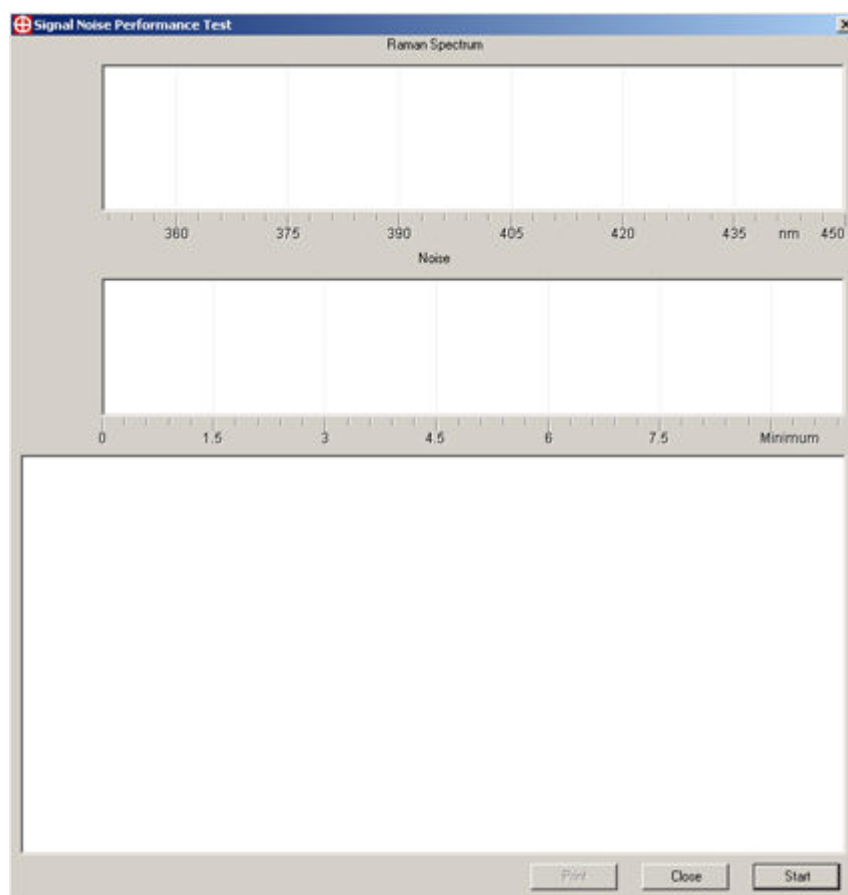 Signal Noise Performance Test
Raman Spectrum
360 375 390 405 420 435 nm 450
Noise
0 1.5 3 4.5 6 7.5 Minimum
Print Close Start